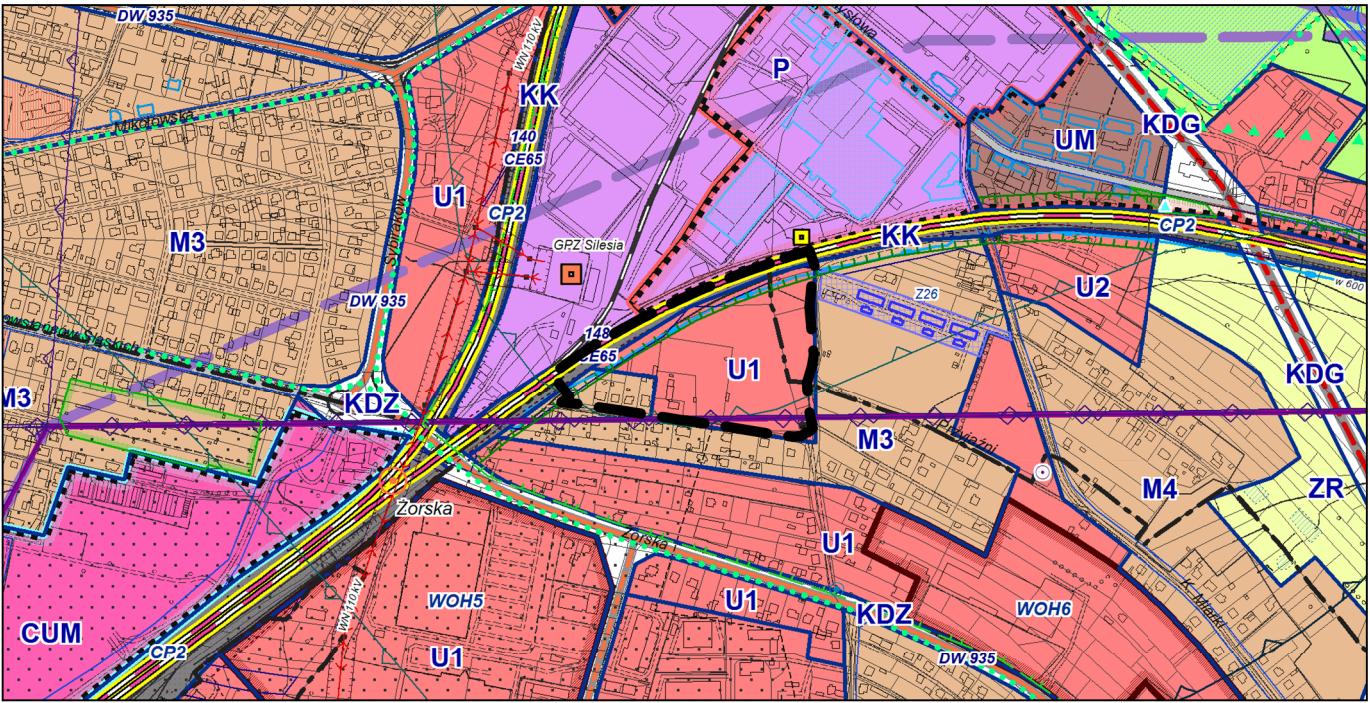 DW 935
WN 110 kV
P
KK
Mikołowska
140
CE65
UM
KDG
U1
CP2
CP2
M3
GPZ Silesia
KK
DW 935
Z26
U2
w 600
148
CE65
U1
KDG
M3
KDZ
M3
M4
ZR
Żorska
Żorska
U1
K. Miarki
WN 110 kV
WOH5
U1
KDZ
WOH6
CUM
CP2
U1
DW 935